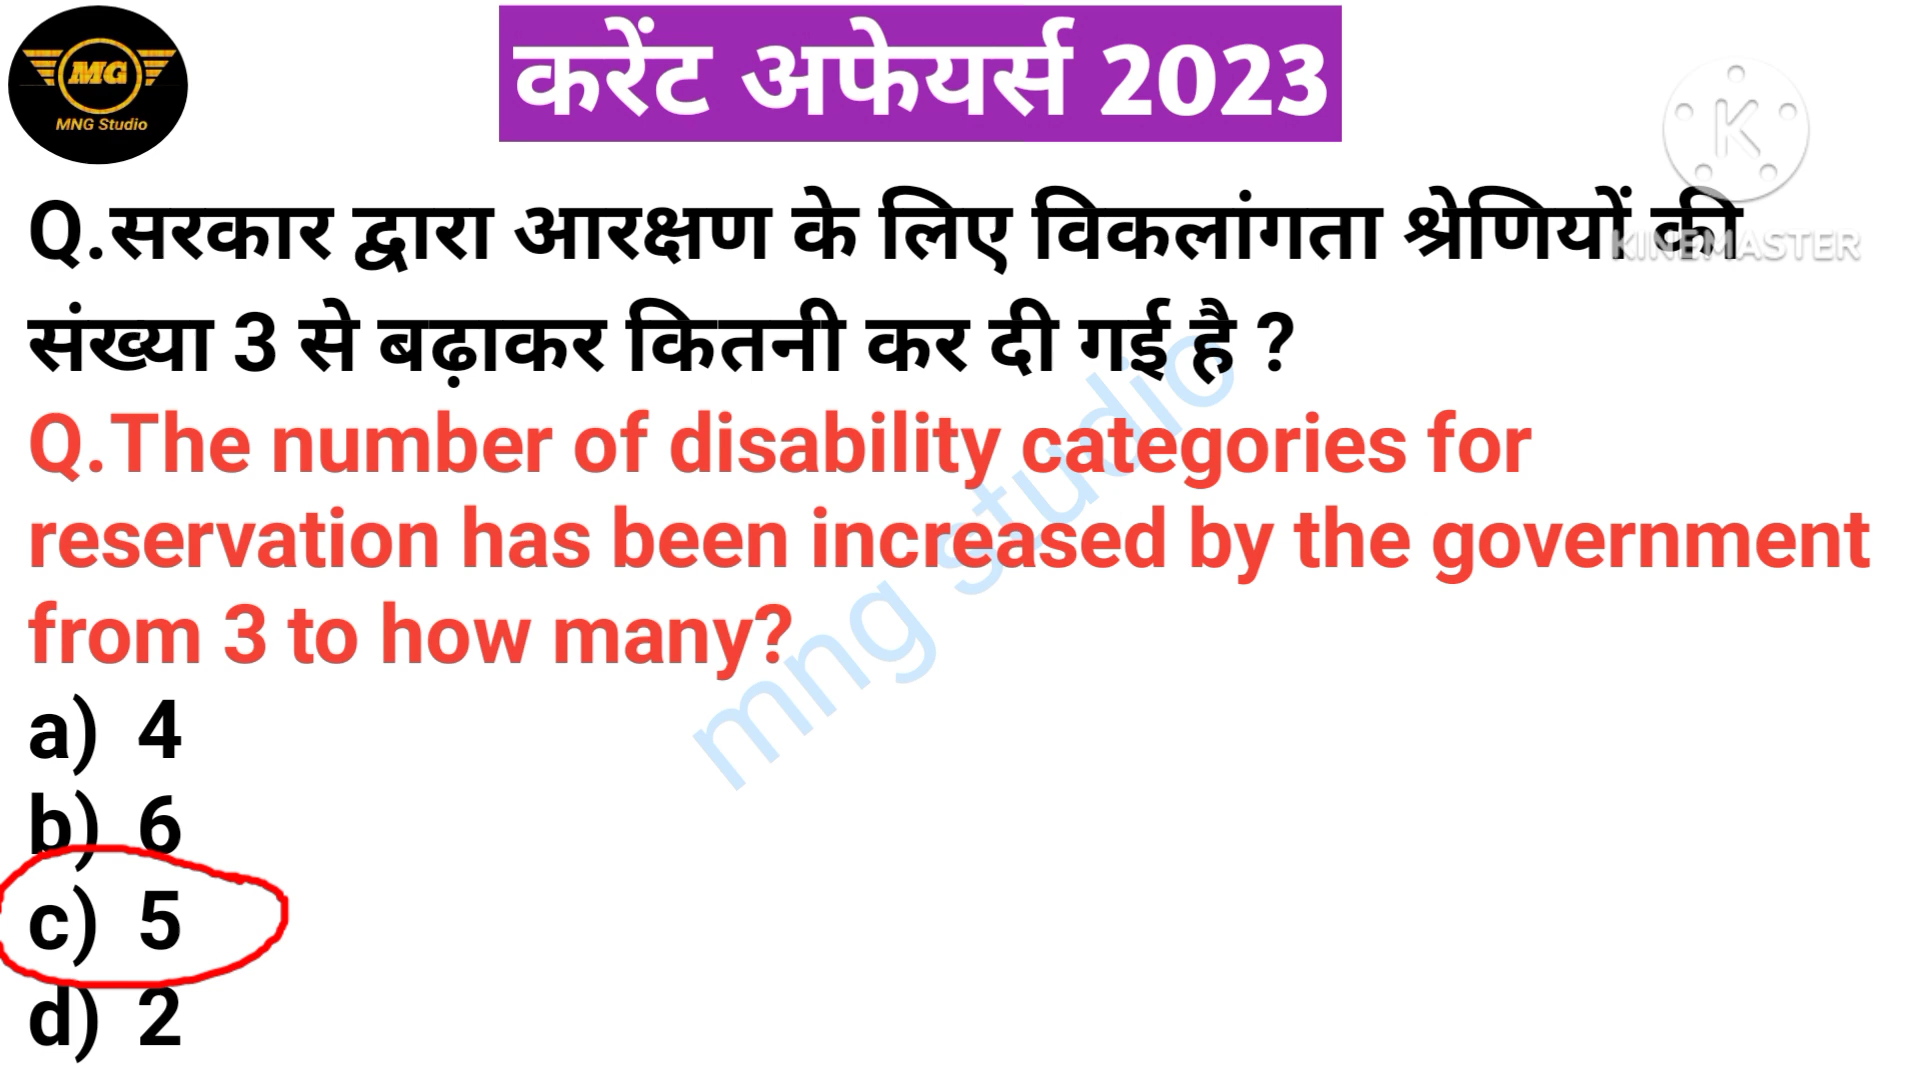 MG
MNG Studio
करेंट अफेयर्स 2023
K
KINEMASTER
Q.सरकार द्वारा आरक्षण के लिए विकलांगता श्रेणियों की
संख्या 3 से बढ़ाकर कितनी कर दी गई है ?
Q.The number of disability categories for
reservation has been increased by the government
from 3 to how many?
mng studio
a) 4
b) 6
c) 5
d) 2